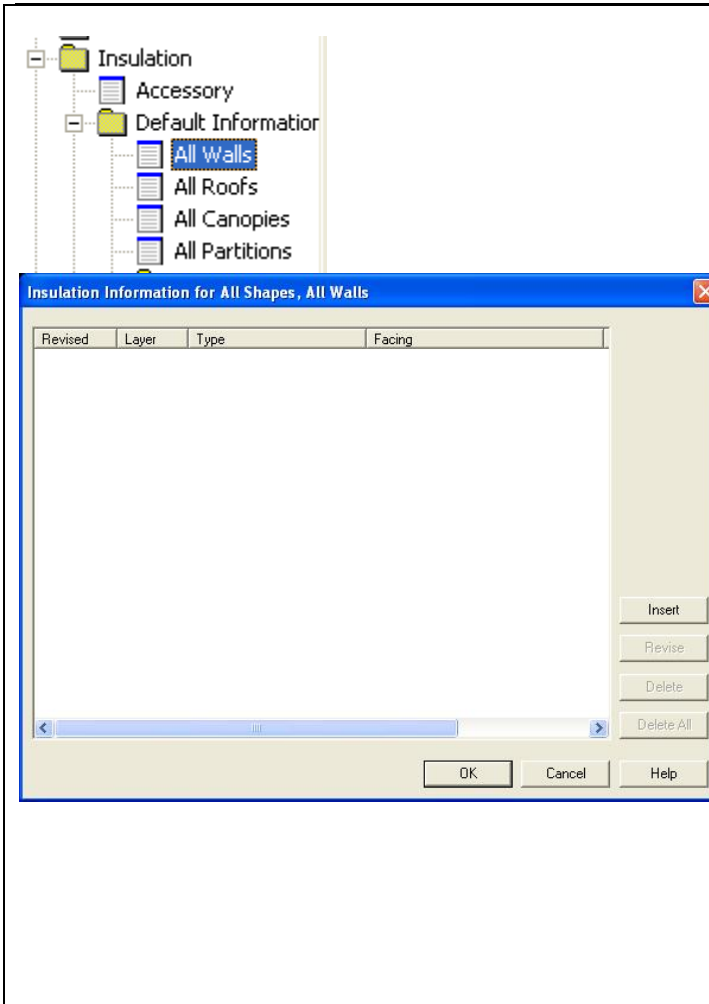 Insulation
Accessory
Default Information
All Walls
All Roofs
All Canopies
All Partitions
Insulation Information for All Shapes, All Walls
Revised Layer Type Facing
Insert
Revise
Delete
Delete All
OK Cancel Help